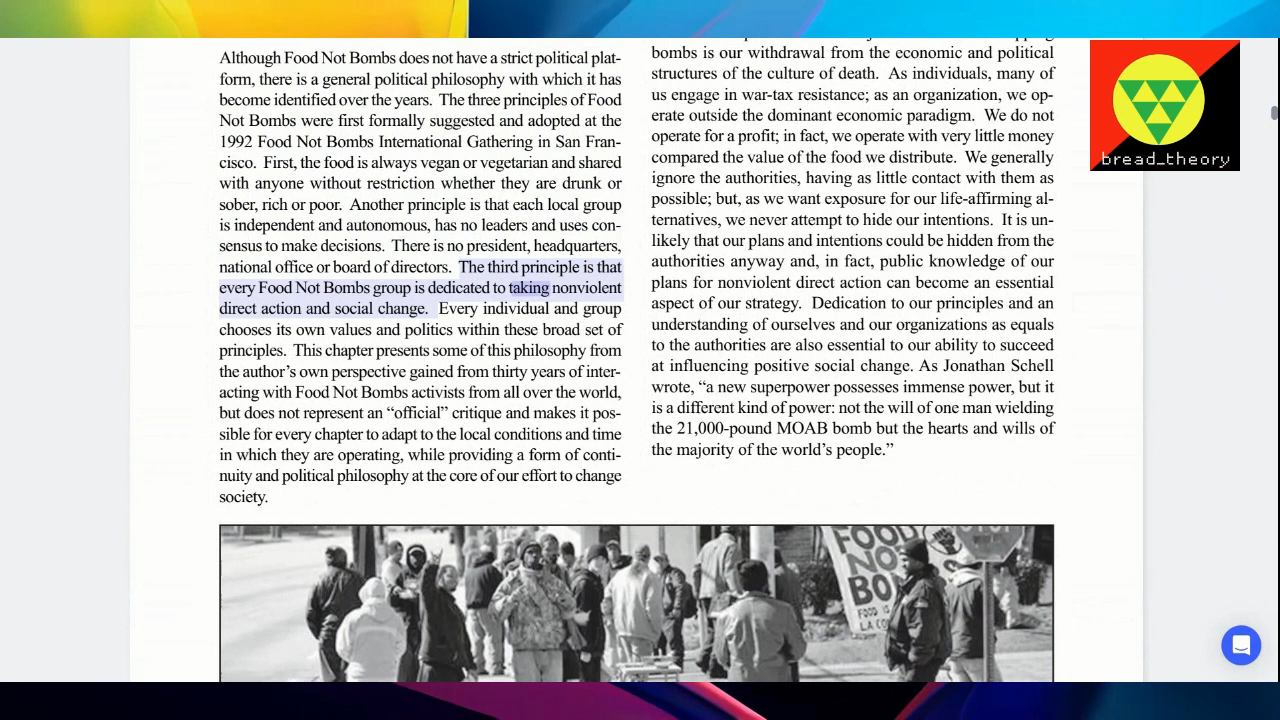 Although Food Not Bombs does not have a strict political plat-
form, there is a general political philosophy with which it has
become identified over the years.  The three principles of Food
Not Bombs were first formally suggested and adopted at the
1992 Food Not Bombs International Gathering in San Fran-
cisco.  First, the food is always vegan or vegetarian and shared
with anyone without restriction whether they are drunk or
sober, rich or poor.  Another principle is that each local group
is independent and autonomous, has no leaders and uses con-
sensus to make decisions.  There is no president, headquarters,
national office or board of directors.  The third principle is that
every Food Not Bombs group is dedicated to taking nonviolent
direct action and social change.  Every individual and group
chooses its own values and politics within these broad set of
principles.  This chapter presents some of this philosophy from
the author's own perspective gained from thirty years of inter-
acting with Food Not Bombs activists from all over the world,
but does not represent an “official” critique and makes it pos-
sible for every chapter to adapt to the local conditions and time
in which they are operating, while providing a form of conti-
nuity and political philosophy at the core of our effort to change
society.
bombs is our withdrawal from the economic and political
structures of the culture of death.  As individuals, many of
us engage in war-tax resistance; as an organization, we op-
erate outside the dominant economic paradigm.  We do not
operate for a profit; in fact, we operate with very little money
compared the value of the food we distribute.  We generally
ignore the authorities, having as little contact with them as
possible; but, as we want exposure for our life-affirming al-
ternatives, we never attempt to hide our intentions.  It is un-
likely that our plans and intentions could be hidden from the
authorities anyway and, in fact, public knowledge of our
plans for nonviolent direct action can become an essential
aspect of our strategy.  Dedication to our principles and an
understanding of ourselves and our organizations as equals
to the authorities are also essential to our ability to succeed
at influencing positive social change. As Jonathan Schell
wrote, “a new superpower possesses immense power, but it
is a different kind of power: not the will of one man wielding
the 21,000-pound MOAB bomb but the hearts and wills of
the majority of the world's people.”
bread_theory
FOOD
NOT
BO
FOOD IS
LA CO